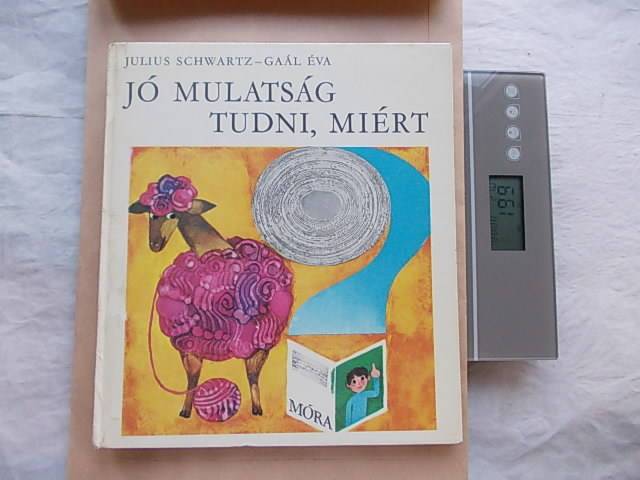 JULIUS SCHWARTZ–GAÁL ÉVA
JÓ MULATSÁG
TUDNI, MIÉRT
MÓRA